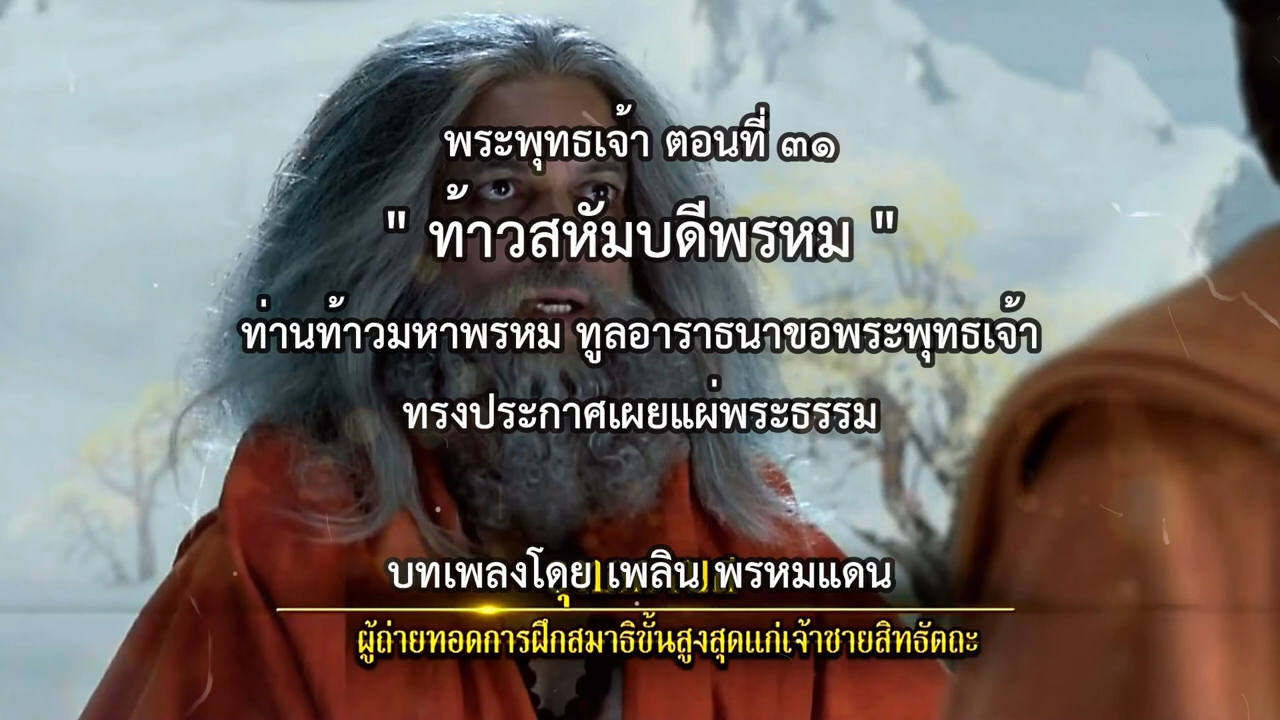 พระพุทธเจ้า ตอนที่ ๓๑
" ท้าวสหัมบดีพรหม "
ท่านท้าวมหาพรหม ทูลอาราธนาขอพระพุทธเจ้า
ทรงประกาศเผยแผ่พระธรรม
บทเพลงโดย เพลิน พรหมแดน
ผู้ถ่ายทอดการฝึกสมาธิขั้นสูงสุดแก่เจ้าชายสิทธัตถะ